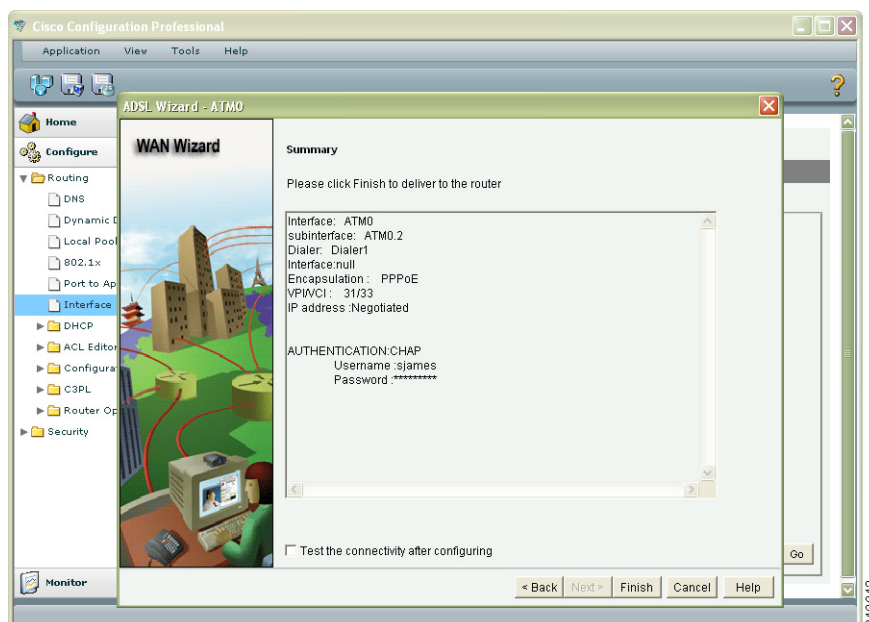 Cisco Configuration Professional
Application View Tools Help
Home
Configure
Routing
DNS
Dynamic
Local Pool
802.1x
Port to Ap
Interface
DHCP
ACL Editor
Configura
C3PL
Router Op
Security
Monitor
ADSL Wizard - ATM0
WAN Wizard
Summary
Please click Finish to deliver to the router
Interface: ATM0
subinterface: ATM0.2
Dialer: Dialer1
Interface:null
Encapsulation : PPPoE
VPI/VCI : 31/33
IP address :Negotiated
AUTHENTICATION:CHAP
Username :sjames
Password :*********
Test the connectivity after configuring
Go
< Back Next > Finish Cancel Help